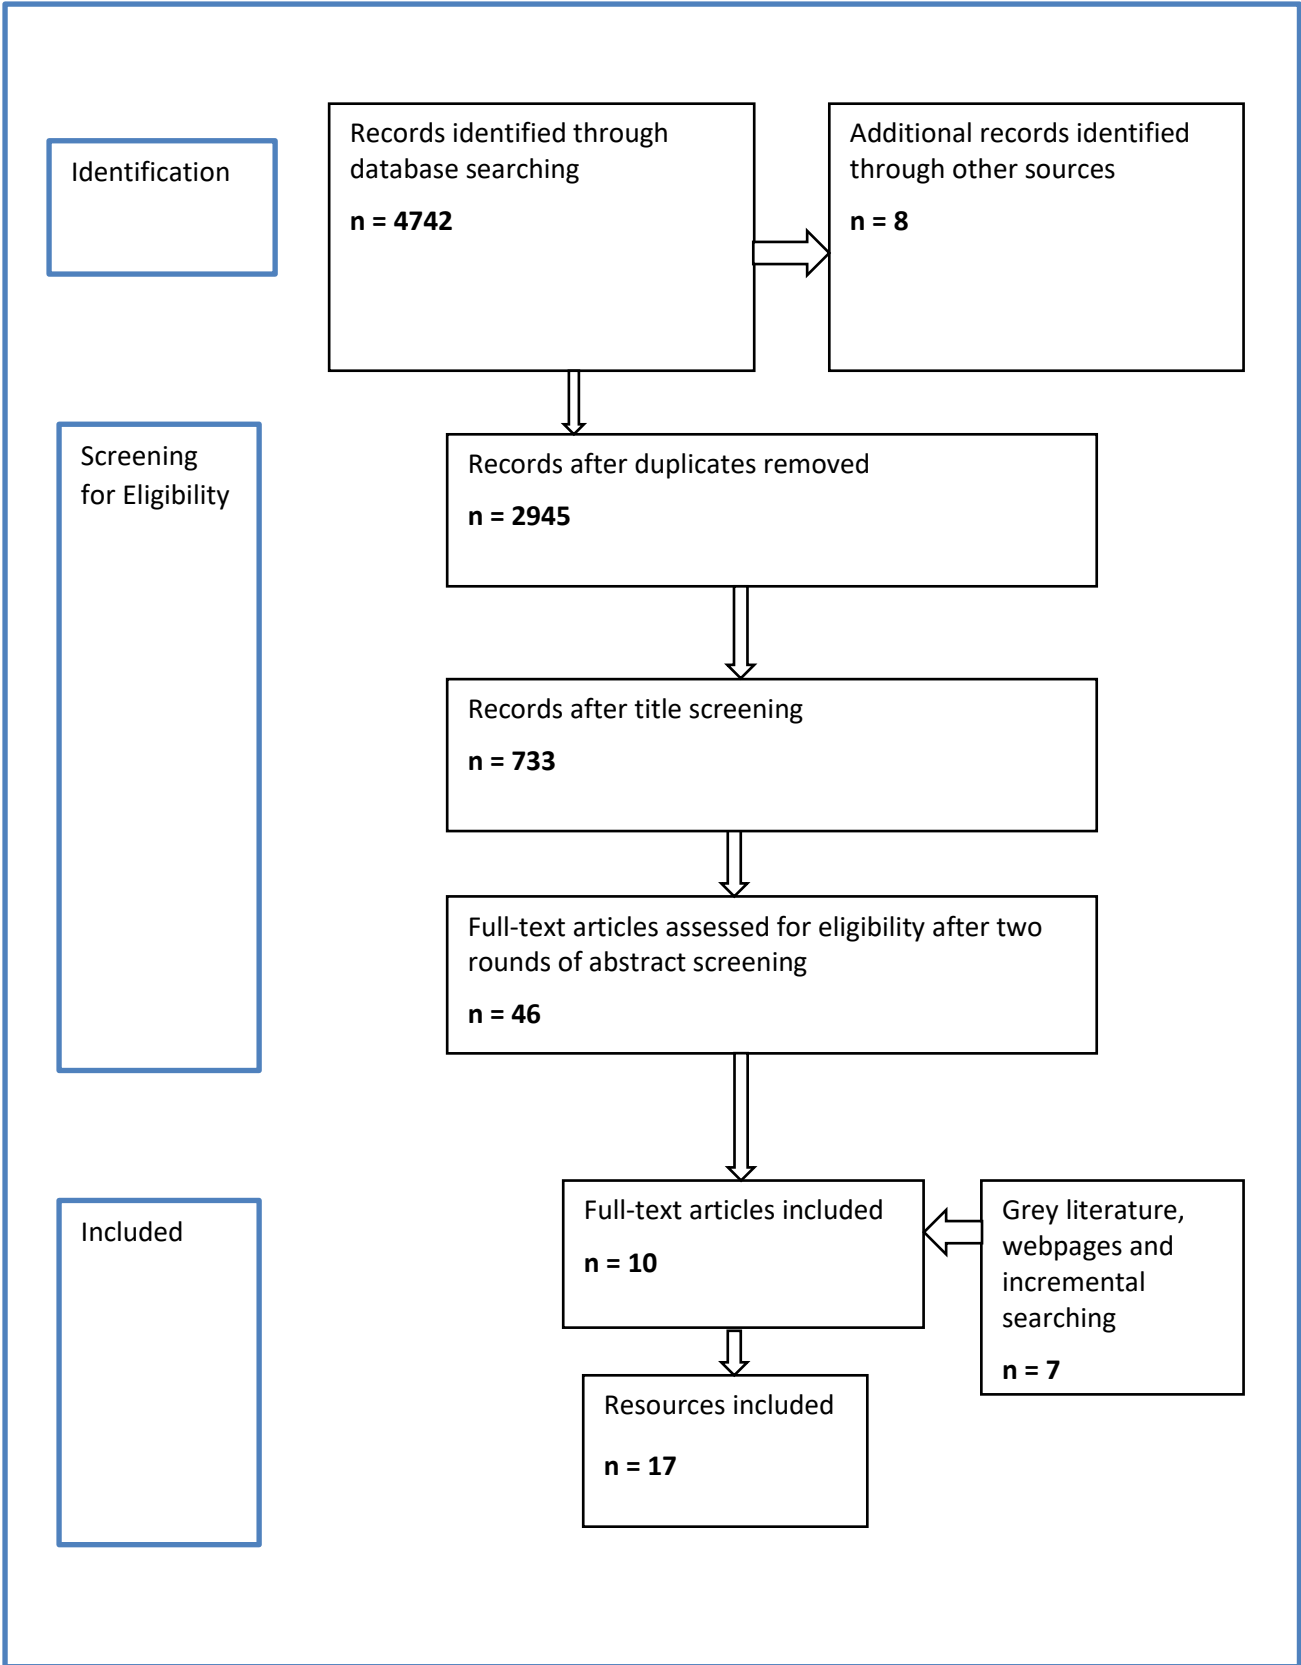 Identification
Records identified through
database searching
n = 4742
Additional records identified
through other sources
n = 8
Screening
for Eligibility
Records after duplicates removed
n = 2945
Records after title screening
n = 733
Full-text articles assessed for eligibility after two
rounds of abstract screening
n = 46
Included
Full-text articles included
n = 10
Grey literature,
webpages and
incremental
searching
n = 7
Resources included
n = 17